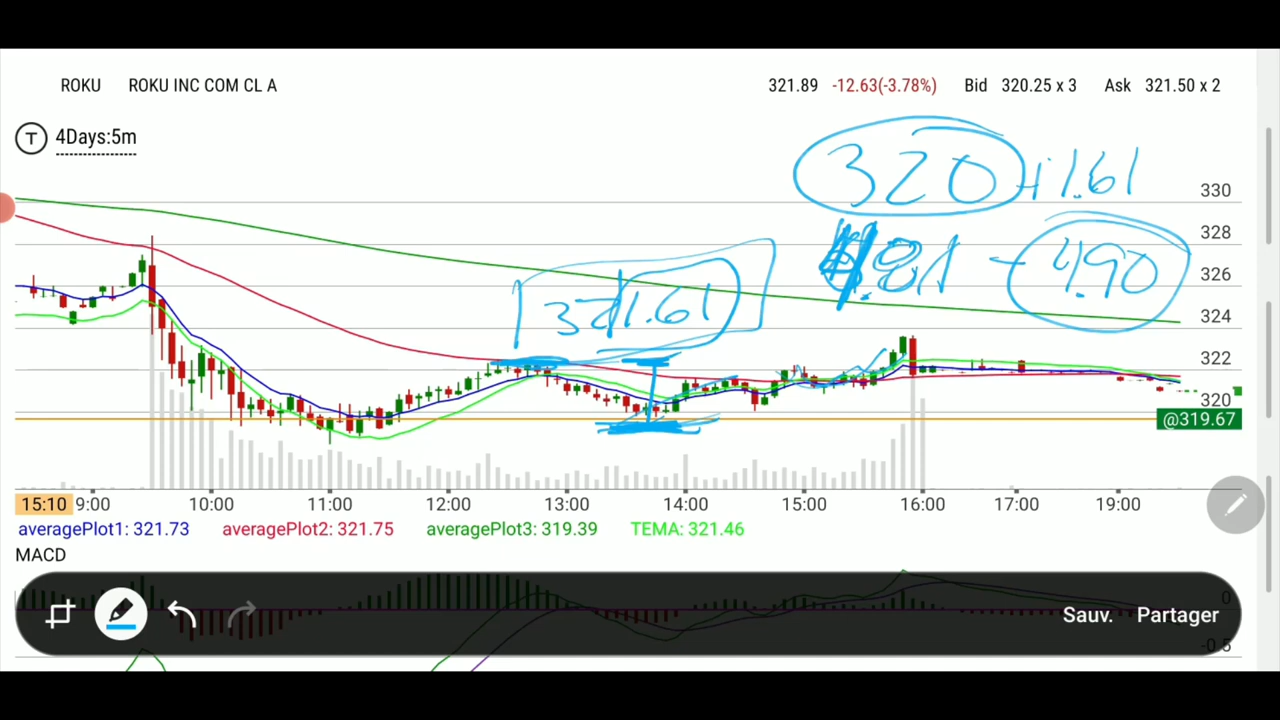 ROKU ROKU INC COM CL A 321.89 -12.63(-3.78%) Bid 320.25 x 3 Ask 321.50 x 2
T 4Days:5m
320+1.61
330
328
4.90
326
321.61
324
322
320
@319.67
15:10 9:00 10:00 11:00 12:00 13:00 14:00 15:00 16:00 17:00 19:00
averagePlot1: 321.73 averagePlot2: 321.75 averagePlot3: 319.39 TEMA: 321.46
MACD
0
Sauv. Partager
-0.5